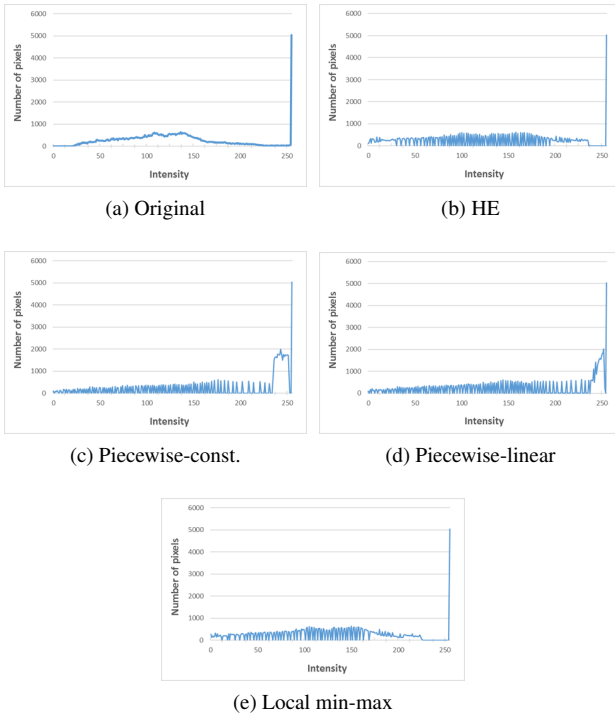 6000
5000
4000
3000
2000
1000
0
Number of pixels
0 50 100 150 200 250
Intensity
(a) Original
6000
5000
4000
3000
2000
1000
0
Number of pixels
0 50 100 150 200 250
Intensity
(b) HE
6000
5000
4000
3000
2000
1000
0
Number of pixels
0 50 100 150 200 250
Intensity
(c) Piecewise-const.
6000
5000
4000
3000
2000
1000
0
Number of pixels
0 50 100 150 200 250
Intensity
(d) Piecewise-linear
6000
5000
4000
3000
2000
1000
0
Number of pixels
0 50 100 150 200 250
Intensity
(e) Local min-max